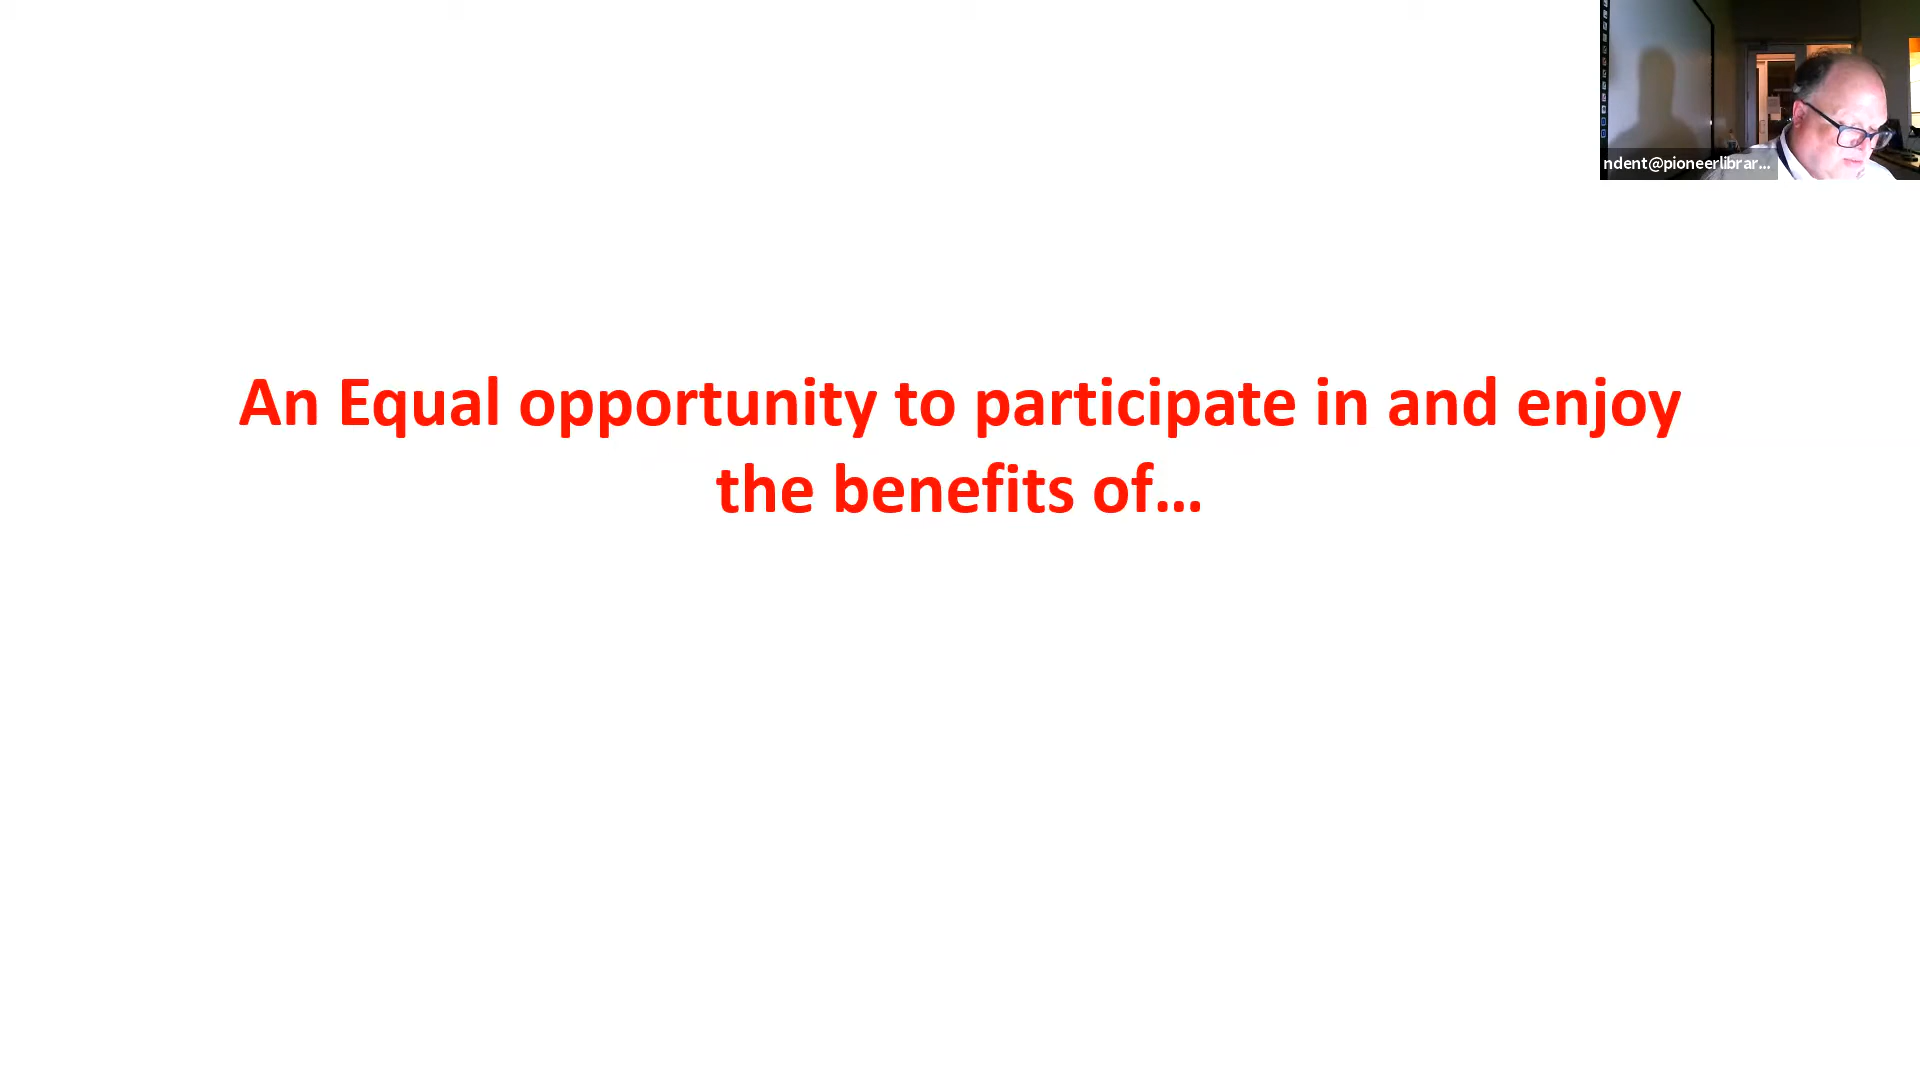 ndent@pioneerlibrar...
An Equal opportunity to participate in and enjoy
the benefits of...